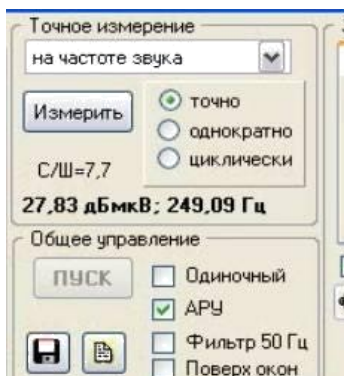 Точное измерение
на частоте звука
Измерить
точно
однократно
циклически
С/Ш=7,7
27,83 дБмкВ; 249,09 Гц
Общее управление
ПУСК
Одиночный
АРУ
Фильтр 50 Гц
Поверх окон